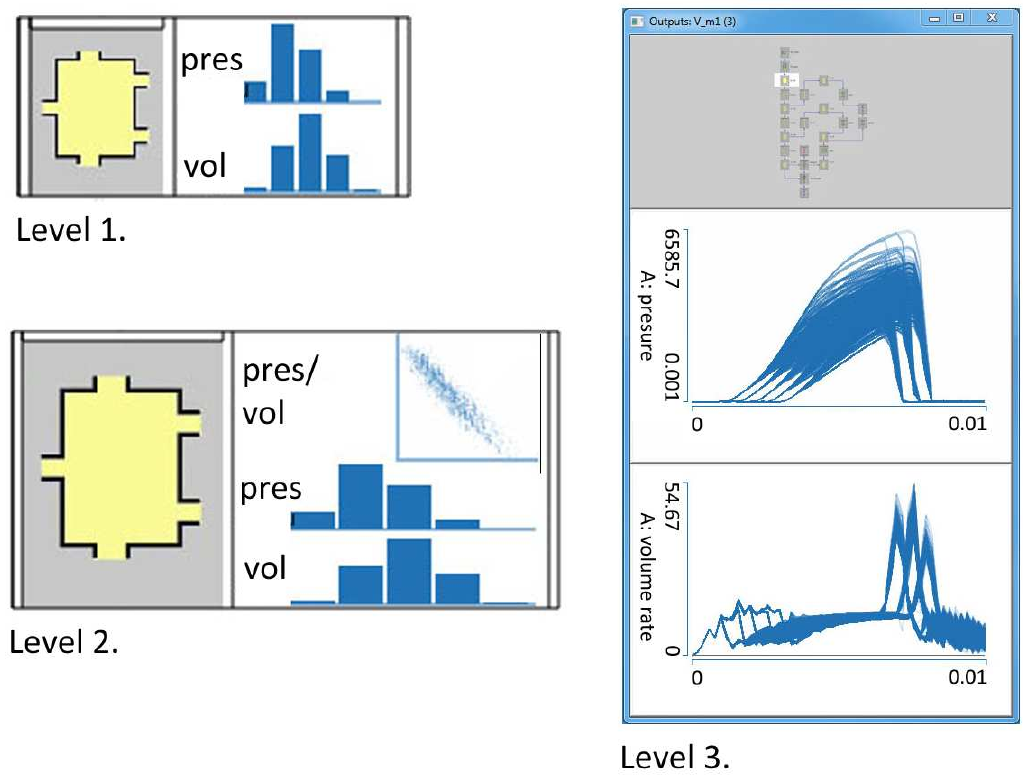 pres
vol
Level 1.
pres/
vol
pres
vol
Level 2.
Outputs: V_m1 (3)
A: presure
0.001
6585.7
0
0.01
A: volume rate
0
54.67
0
0.01
Level 3.